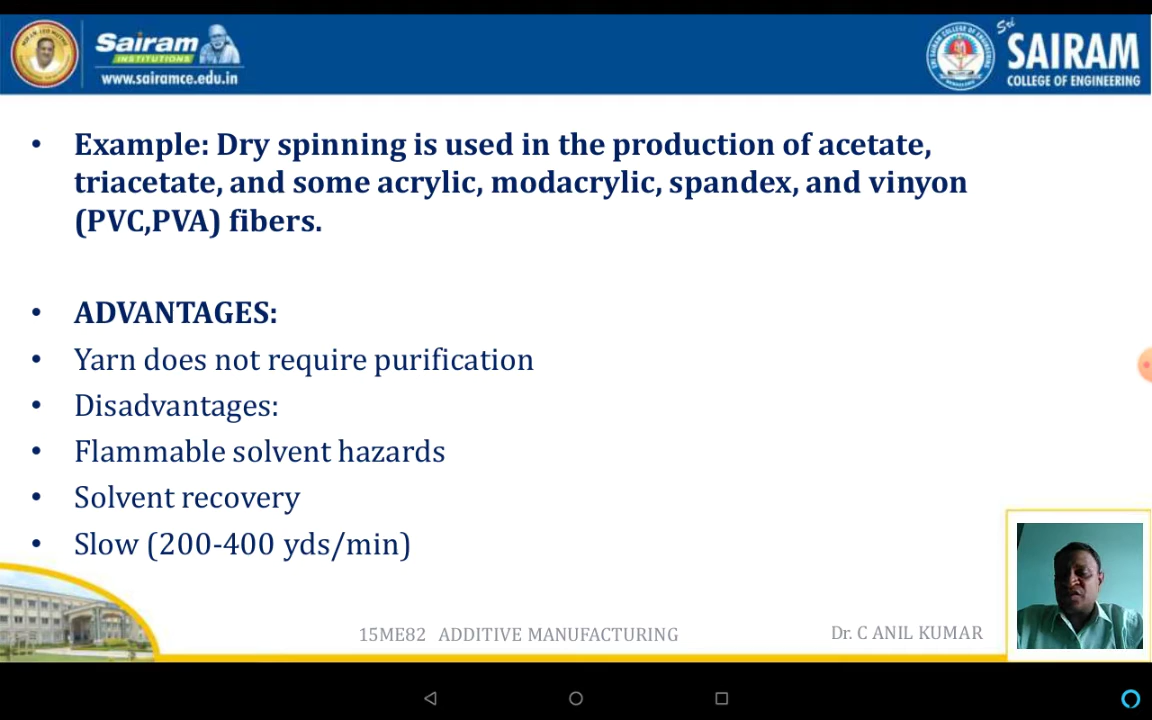 Sairam
INSTITUTIONS
www.sairamce.edu.in
Sri
SAIRAM
COLLEGE OF ENGINEERING
• Example: Dry spinning is used in the production of acetate,
triacetate, and some acrylic, modacrylic, spandex, and vinyon
(PVC,PVA) fibers.
• ADVANTAGES:
• Yarn does not require purification
• Disadvantages:
• Flammable solvent hazards
• Solvent recovery
• Slow (200-400 yds/min)
15ME82 ADDITIVE MANUFACTURING
Dr. C ANIL KUMAR